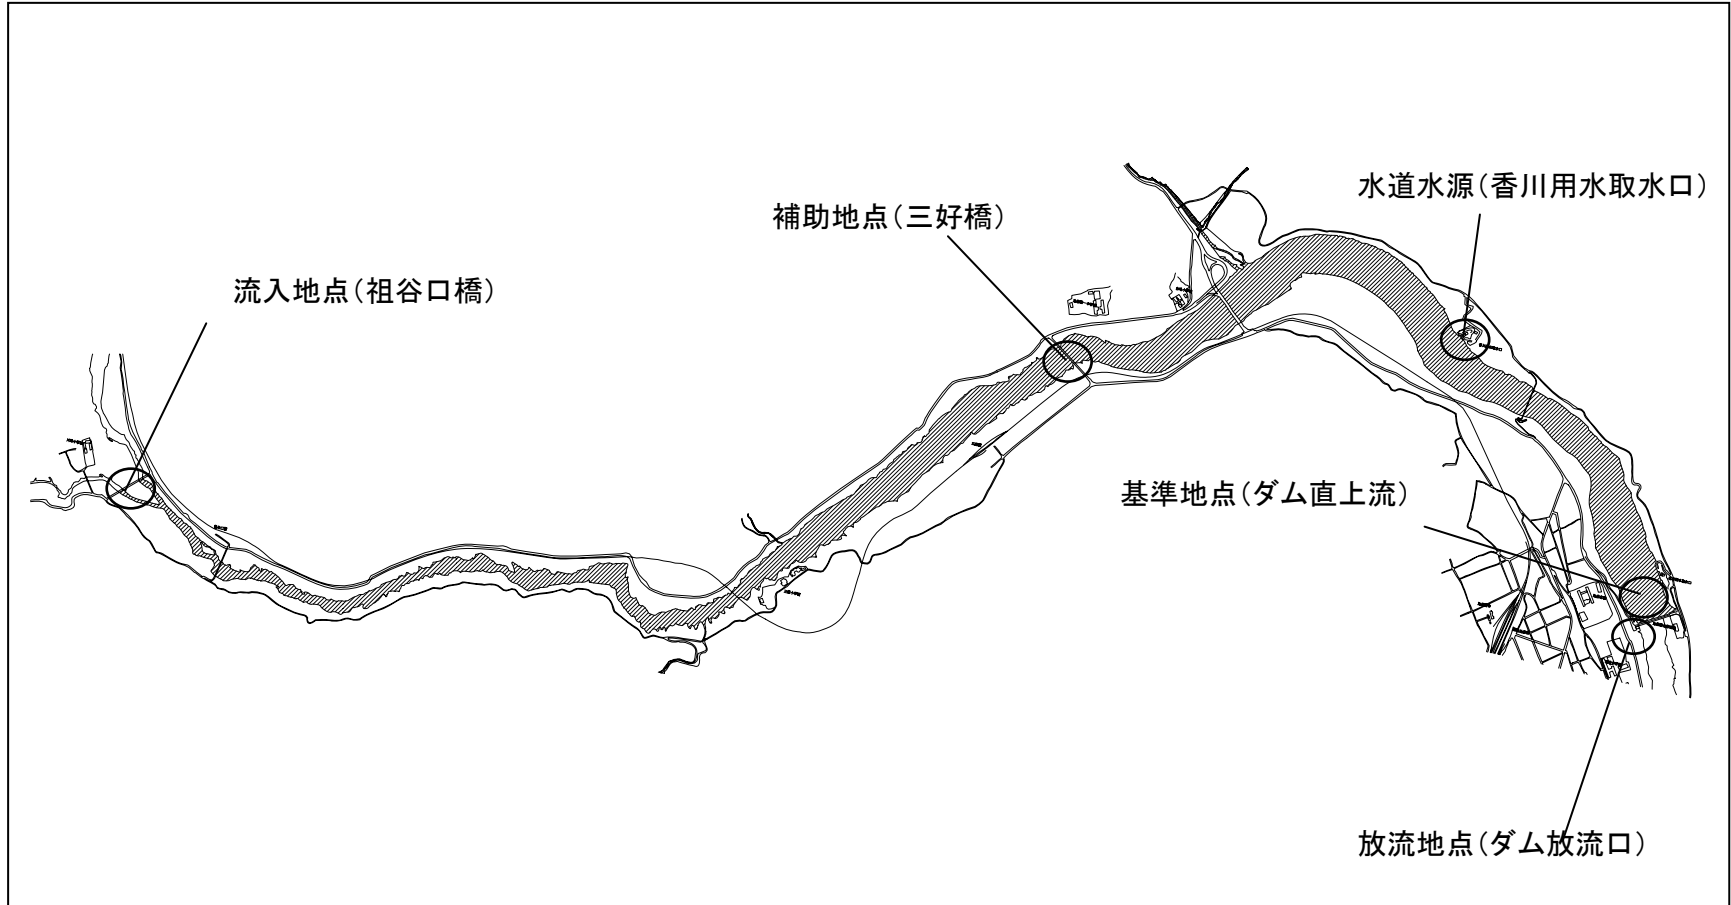 水道水源(香川用水取水口)
補助地点(三好橋)
流入地点(祖谷口橋)
基準地点(ダム直上流)
放流地点(ダム放流口)